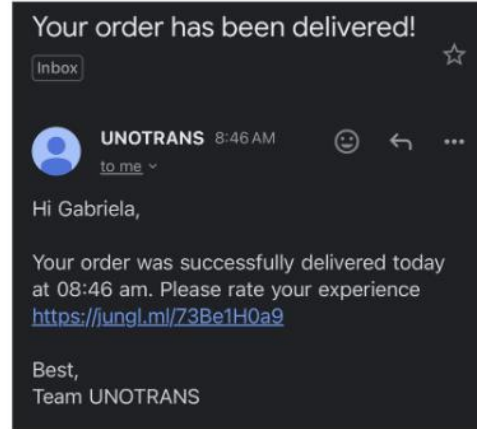 Your order has been delivered!
Inbox
UNOTRANS 8:46 AM
to me
Hi Gabriela,
Your order was successfully delivered today
at 08:46 am. Please rate your experience
https://jungl.ml/73Be1H0a9
Best,
Team UNOTRANS